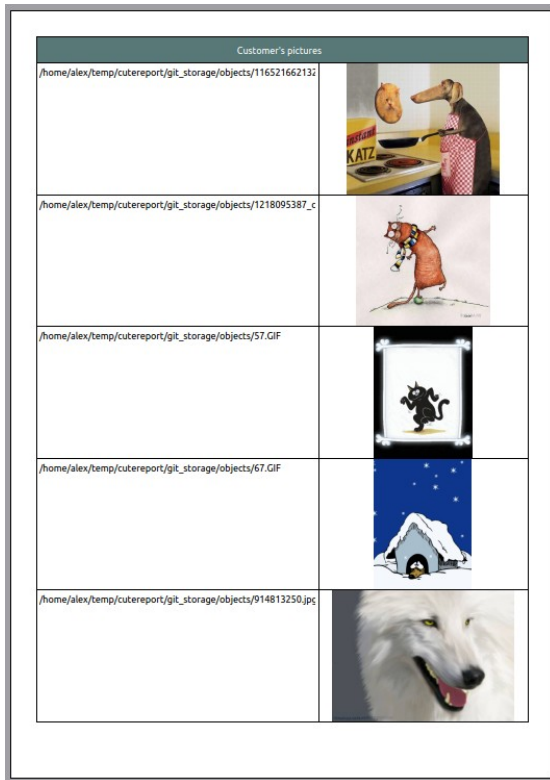 Customer's pictures
/home/alex/temp/cutereport/git_storage/objects/116521662132
KATZ
/home/alex/temp/cutereport/git_storage/objects/1218095387_c
/home/alex/temp/cutereport/git_storage/objects/57.GIF
/home/alex/temp/cutereport/git_storage/objects/67.GIF
/home/alex/temp/cutereport/git_storage/objects/914813250.jpg